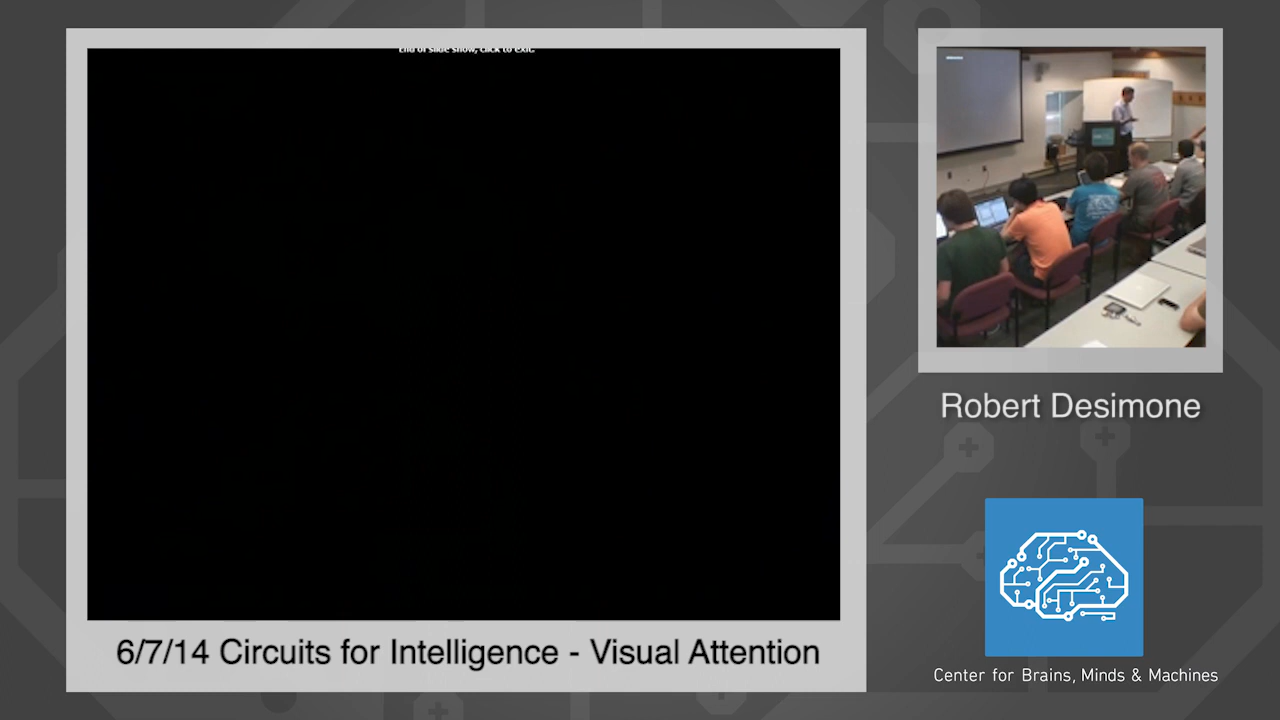 End of slide show, click to exit.
Robert Desimone
6/7/14 Circuits for Intelligence - Visual Attention
Center for Brains, Minds & Machines